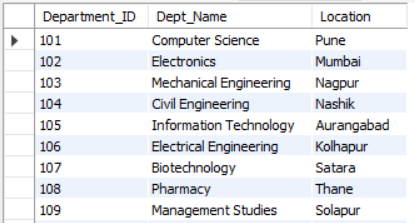 Department_ID Dept_Name Location
101 Computer Science Pune
102 Electronics Mumbai
103 Mechanical Engineering Nagpur
104 Civil Engineering Nashik
105 Information Technology Aurangabad
106 Electrical Engineering Kolhapur
107 Biotechnology Satara
108 Pharmacy Thane
109 Management Studies Solapur